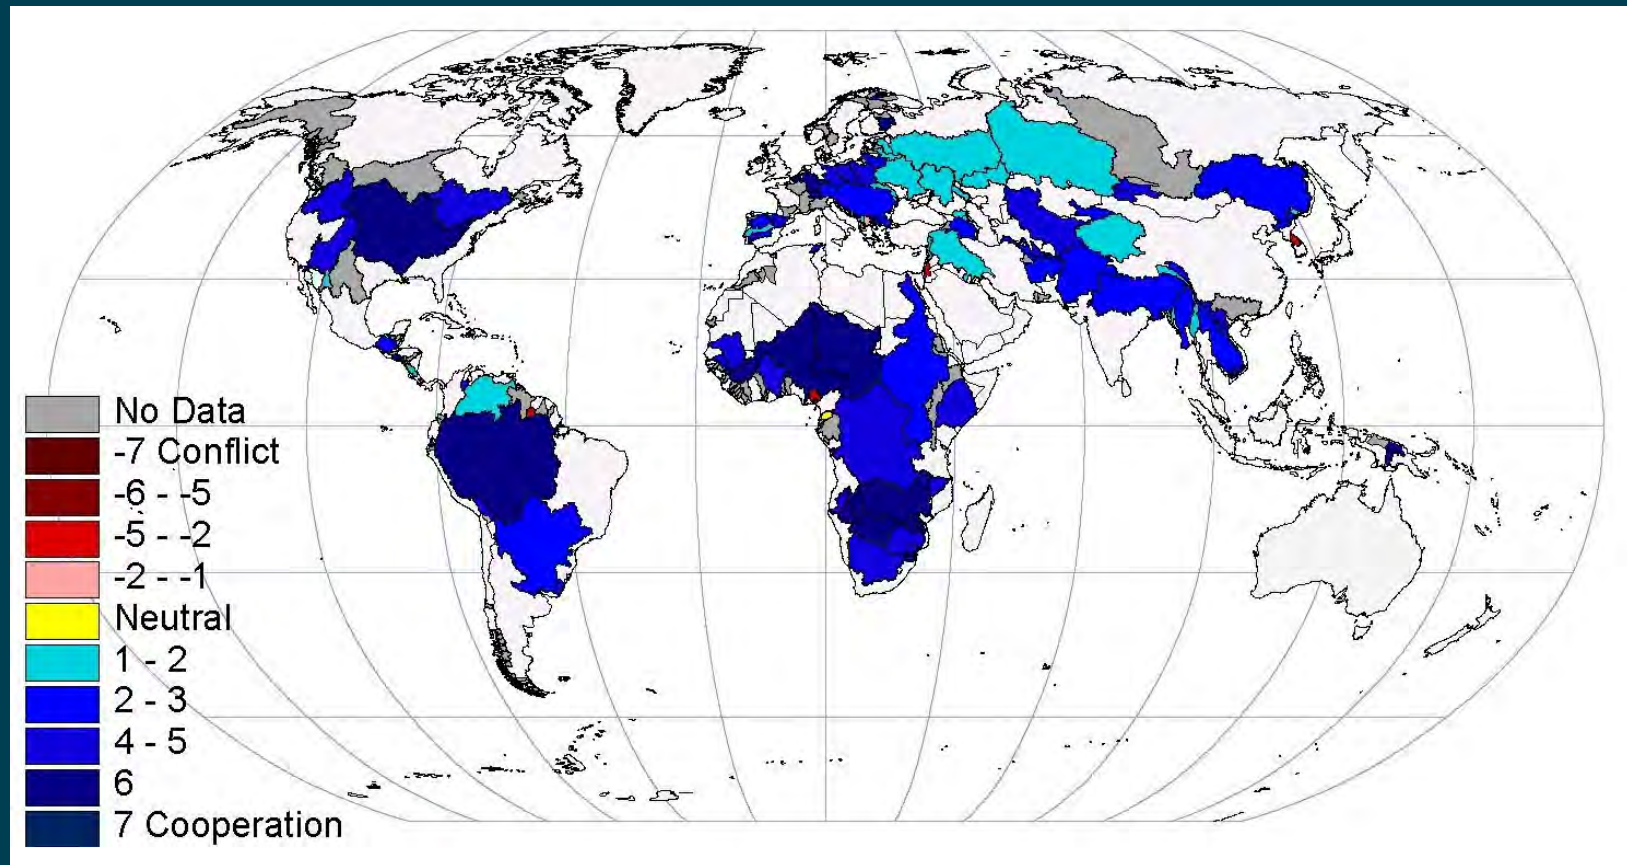 No Data
-7 Conflict
-6 - -5
-5 - -2
-2 - -1
Neutral
1 - 2
2 - 3
4 - 5
6
7 Cooperation